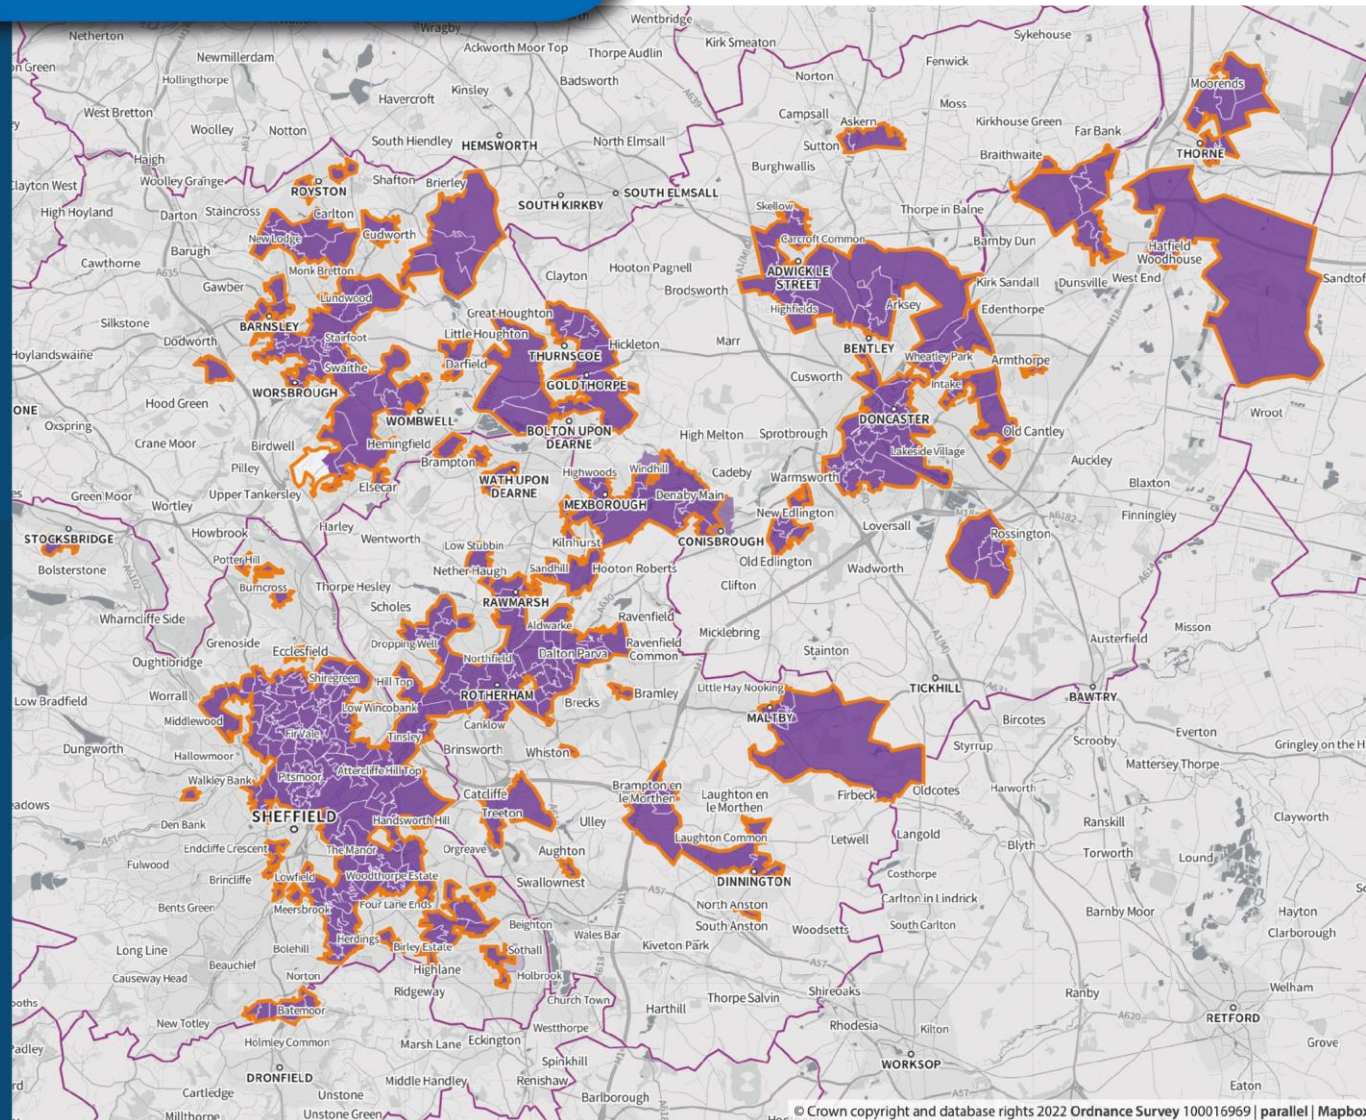 Wragby
Wentbridge
Netherton
Ackworth Moor Top
Thorpe Audlin
Kirk Smeaton
Sykehouse
Newmillerdam
Fenwick
Hollingthorpe
Badsworth
Norton
Moorends
Kinsley
Havercroft
Moss
West Bretton
Campsall
Askern
Kirkhouse Green
Far Bank
Woolley
Notton
South Hiendley
HEMSWORTH
North Elmsall
Sutton
Haigh
Burghwallis
Braithwaite
THORNE
Clayton West
Woolley Grange
ROYSTON
Shafton
Brierley
SOUTH KIRKBY
SOUTH ELMSALL
High Hoyland
Darton
Staincross
Carlton
Skellow
Thorpe in Balne
New Lodge
Cudworth
Carcroft Common
Barnby Dun
Hatfield
Woodhouse
Barugh
Cawthorne
A635
Monk Bretton
Clayton
Hooton Pagnell
ADWICK LE
STREET
Kirk Sandall
Dunsville
West End
Sandtof
Gawber
Lundwood
Brodsworth
Arksey
Edenthorpe
Highfields
Silkstone
BARNSLEY
Great Houghton
Little Houghton
Stairfoot
Hoylandswaine
Dodworth
THURNSCOE
Hickleton
Marr
BENTLEY
Wheatley Park
Armthorpe
Swaithe
Darfield
Cusworth
Intake
WORSBROUGH
GOLDTHORPE
Hood Green
ONE
Oxspring
WOMBWELL
DONCASTER
Wroot
BOLTON UPON
DEARNE
High Melton
Sprotbrough
Old Cantley
Crane Moor
Birdwell
Hemingfield
Lakeside Village
Pilley
Brampton
Auckley
Elsecar
WATH UPON
DEARNE
Highwoods
Windhill
Cadeby
Warmsworth
Blaxton
Green Moor
Upper Tankersley
Denaby Main
Wortley
MEXBOROUGH
New Edlington
M18
A6182
Finningley
Harley
Loversall
Howbrook
Rossington
STOCKSBRIDGE
Wentworth
Kilnhurst
CONISBROUGH
Low Stubbin
Old Edlington
Bolsterstone
Potter Hill
Nether Haugh
Sandhill
Hooton Roberts
Wadworth
Burncross
Thorpe Hesley
Clifton
A614
RAWMARSH
Wharncliffe Side
Scholes
Ravenfield
Misson
Aldwarke
Micklebring
Austerfield
Grenoside
Dropping Well
Ravenfield
Common
Ecclesfield
Northfield
Dalton Parva
Stainton
Oughtibridge
Shiregreen
Hill Top
Little Hay Nooking
TICKHILL
A631
BAWTRY
Low Bradfield
Worrall
Low Wincobank
ROTHERHAM
Brecks
Bramley
Middlewood
MALTBY
Bircotes
Fir Vale
Tinsley
Canklow
Everton
Dungworth
Brinsworth
Whiston
Styrrup
Scrooby
Gringley on the H
Hallowmoor
Attercliffe Hill Top
Mattersey Thorpe
Walkley Bank
Pitsmoor
Brampton en
le Morthen
Laughton en
le Morthen
Firbeck
Oldcotes
Harworth
Catcliffe
SHEFFIELD
Treeton
Clayworth
Den Bank
Handsworth Hill
Ulley
A634
Ranskill
Laughton Common
Letwell
Langold
Endcliffe Crescent
The Manor
Orgreave
Aughton
Blyth
Torworth
Lound
Fulwood
Brincliffe
Lowfield
Woodthorpe Estate
Swallownest
DINNINGTON
Costhorpe
A57
Bents Green
Meersbrook
Four Lane Ends
North Anston
Carlton in Lindrick
Barnby Moor
Hayton
Beighton
South Anston
Woodsetts
South Carlton
Long Line
Bolehill
Herdings
Birley Estate
Wales Bar
Clarborough
Sothall
Kiveton Park
Beauchief
Highlane
Holbrook
A57
Causeway Head
Norton
Ridgeway
Shireoaks
Ranby
Welham
Church Town
Thorpe Salvin
Batemoor
Harthill
A620
RETFORD
New Totley
Westthorpe
Rhodesia
Kilton
Holmley Common
Marsh Lane
Eckington
Grove
Spinkhill
WORKSOP
DRONFIELD
Middle Handley
Renishaw
Eaton
Cartledge
Unstone
Barlborough
A57
Millthorpe
Unstone Green
© Crown copyright and database rights 2022 Ordnance Survey 100016969 | parallel | Mapbo